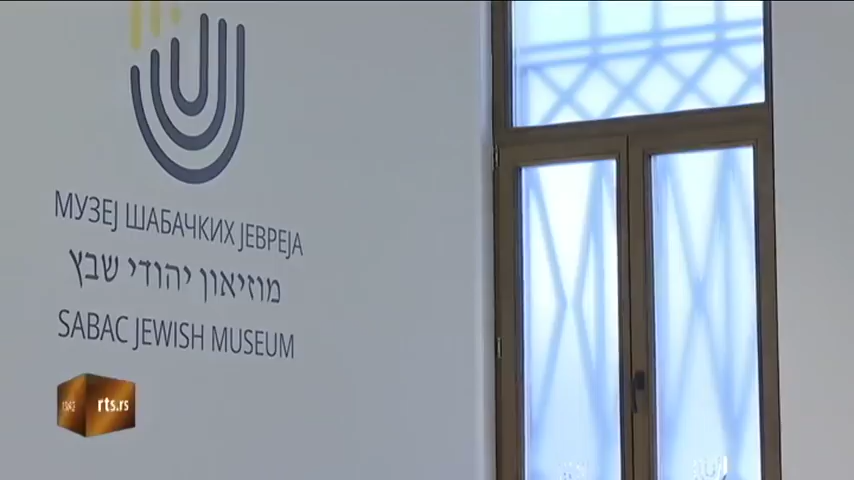 МУЗЕЈ ШАБАЧКИХ ЈЕВРЕЈА
מוזיאון יהודי שבץ
SABAC JEWISH MUSEUM
rts.rs